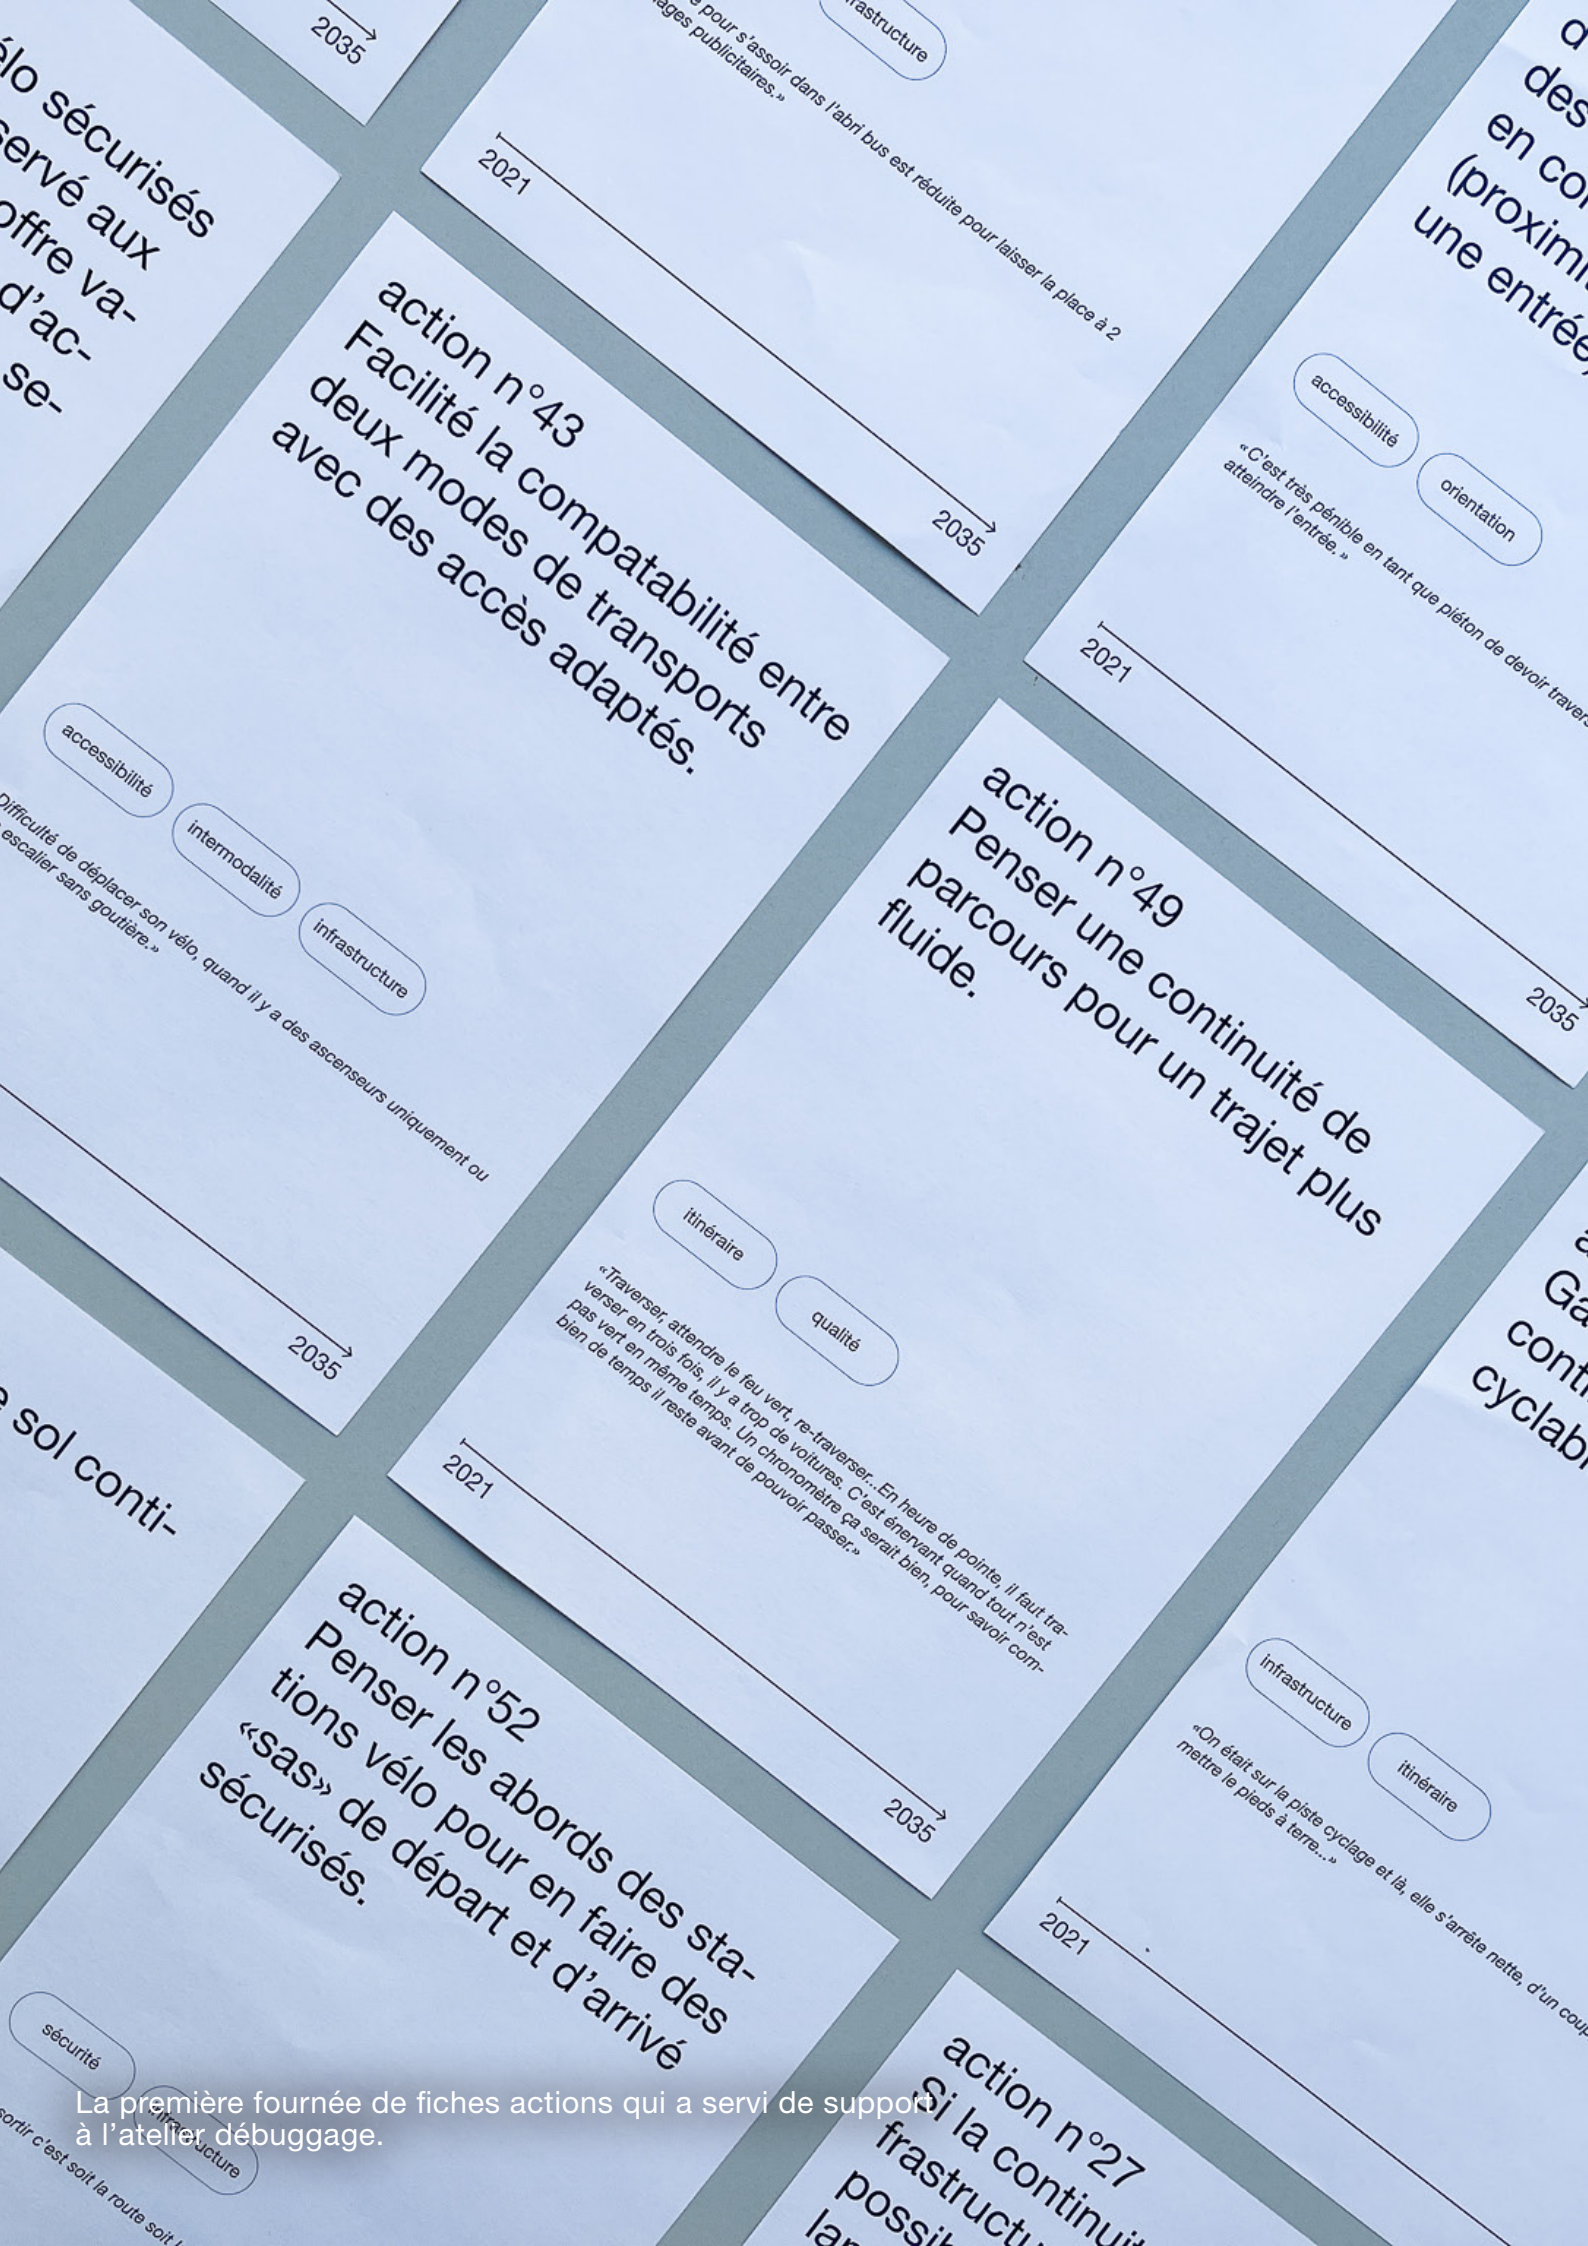 2035
élo sécurisés
servé aux
offre va-
d'ac-
se-
infrastructure
pour s'assoir dans l'abri bus est réduite pour laisser la place à 2
publicitaires.»
2021
2035
des
en
une entrée
accessibilité
orientation
«C'est très pénible en tant que piéton de devoir
atteindre l'entrée.»
2021
2035
action n°43
Facilité la compatabilité entre
deux modes de transports
avec des accès adaptés.
accessibilité
intermodalité
infrastructure
Difficulté de déplacer son vélo, quand il y a des ascenseurs uniquement ou
escalier sans goutière.»
2035
action n°49
Penser une continuité de
parcours pour un trajet plus
fluide.
itinéraire
qualité
«Traverser, attendre le feu vert, re-traverser...En heure de pointe, il faut tra-
verser en trois fois, il y a trop de voitures. C'est énervant quand tout n'est
pas vert en même temps. Un chronomètre ça serait bien, pour savoir com-
bien de temps il reste avant de pouvoir passer.»
2021
2035
infrastructure
itinéraire
«On était sur la piste cyclage et là, elle s'arrête nette, d'un coup
mettre le pieds à terre...»
2021
sol conti-
action n°52
Penser les abords des sta-
tions vélo pour en faire des
«sas» de départ et d'arrivé
sécurisés.
sécurité
infrastructure
sortir c'est soit la route soit
action n°27
Si la
La première fournée de fiches actions qui a servi de support
à l'atelier débuggage.